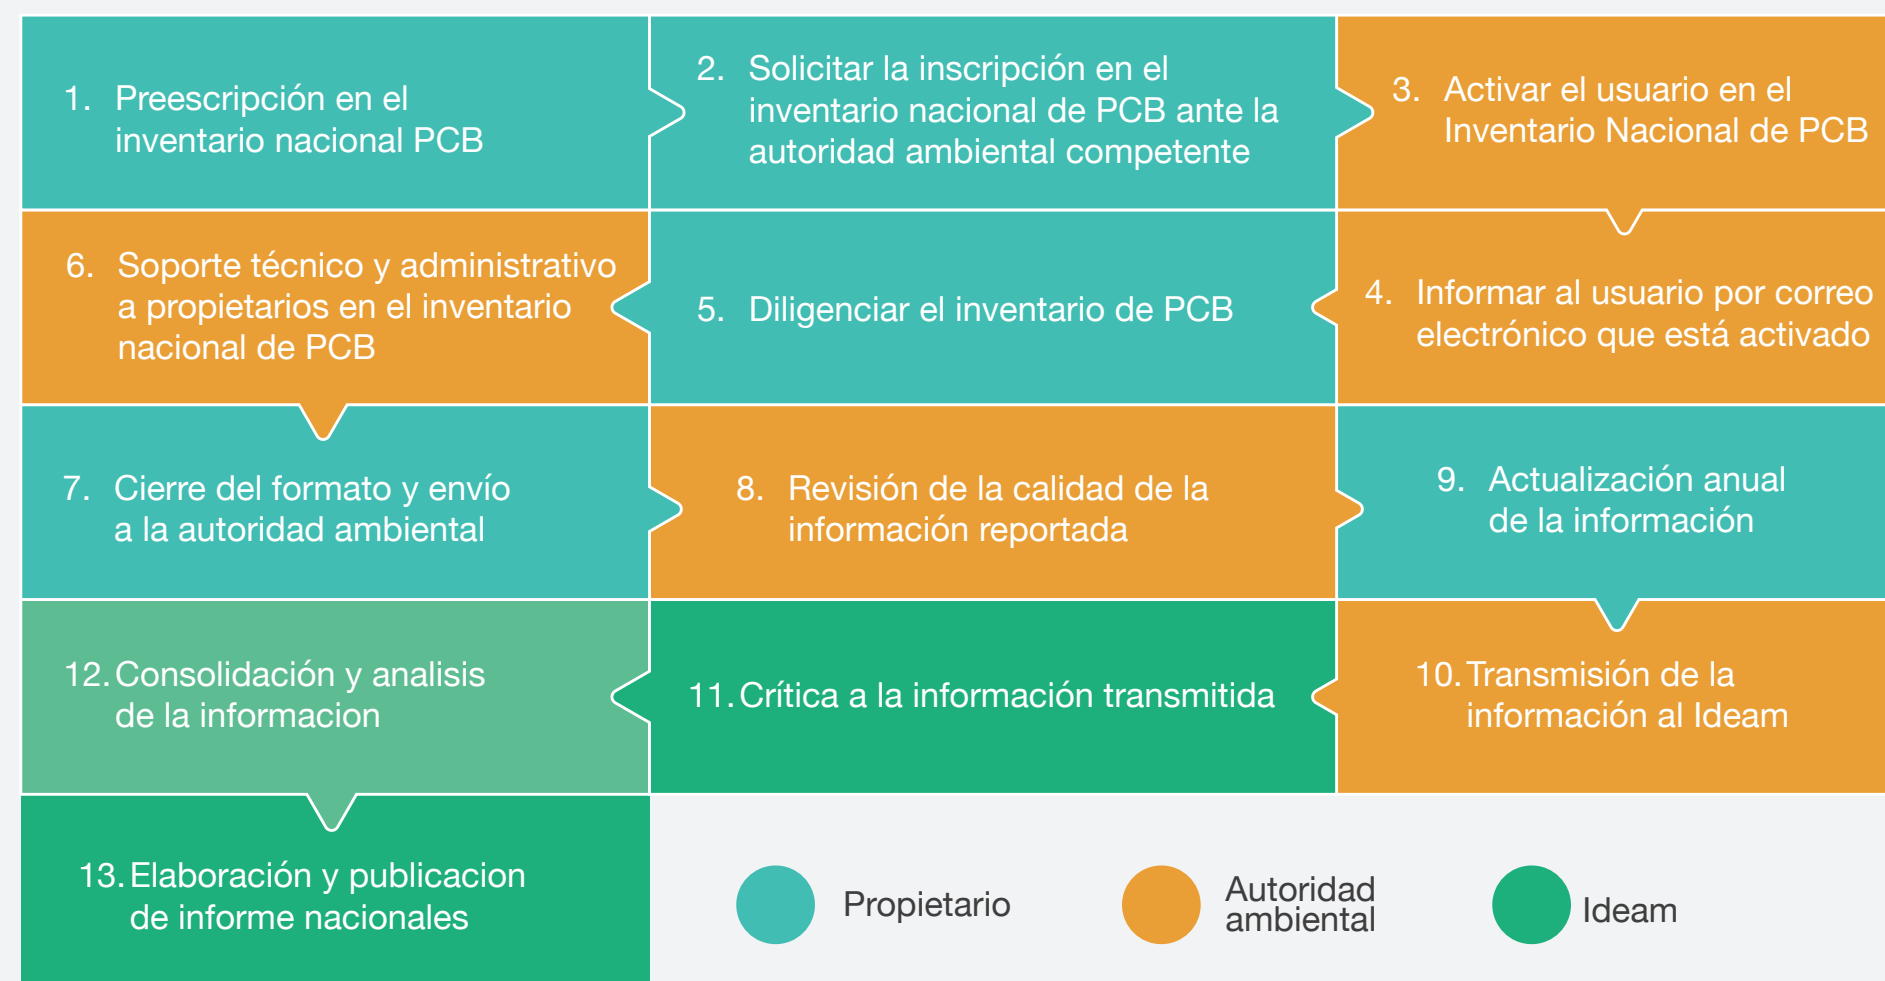 1. Preescripción en el
inventario nacional PCB
2. Solicitar la inscripción en el
inventario nacional de PCB ante la
autoridad ambiental competente
3. Activar el usuario en el
Inventario Nacional de PCB
6. Soporte técnico y administrativo
a propietarios en el inventario
nacional de PCB
5. Diligenciar el inventario de PCB
4. Informar al usuario por correo
electrónico que está activado
7. Cierre del formato y envío
a la autoridad ambiental
8. Revisión de la calidad de la
información reportada
9. Actualización anual
de la información
12. Consolidación y analisis
de la informacion
11. Crítica a la información transmitida
10. Transmisión de la
información al Ideam
13. Elaboración y publicacion
de informe nacionales
Propietario
Autoridad
ambiental
Ideam